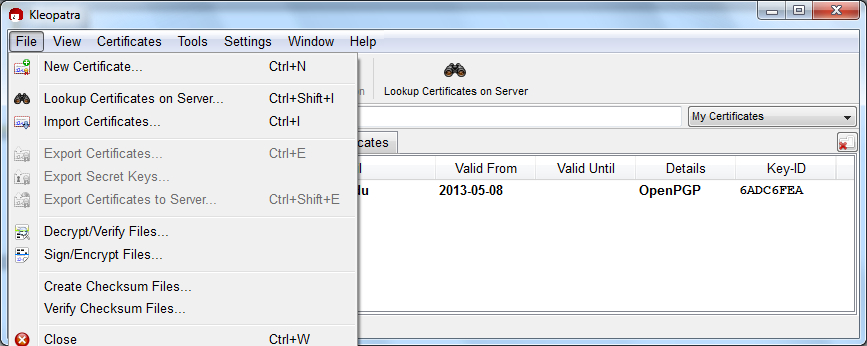 Kleopatra
File View Certificates Tools Settings Window Help
New Certificate... Ctrl+N
Lookup Certificates on Server... Ctrl+Shift+I
Import Certificates... Ctrl+I
Export Certificates... Ctrl+E
Export Secret Keys...
Export Certificates to Server... Ctrl+Shift+E
Decrypt/Verify Files...
Sign/Encrypt Files...
Create Checksum Files...
Verify Checksum Files...
Close Ctrl+W
Lookup Certificates on Server
My Certificates
cates
Valid From Valid Until Details Key-ID
2013-05-08 OpenPGP 6ADC6FEA